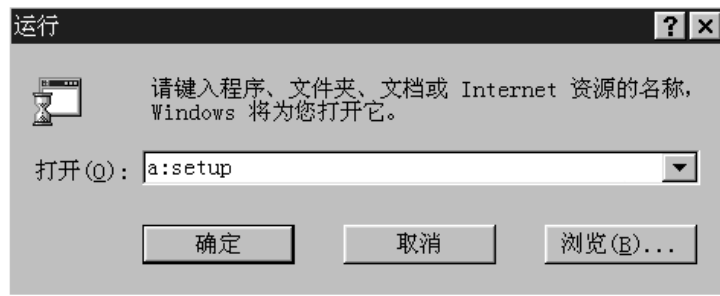 运行
请键入程序、文件夹、文档或 Internet 资源的名称，
Windows 将为您打开它。
打开(O)： a:setup
确定 取消 浏览(B)...